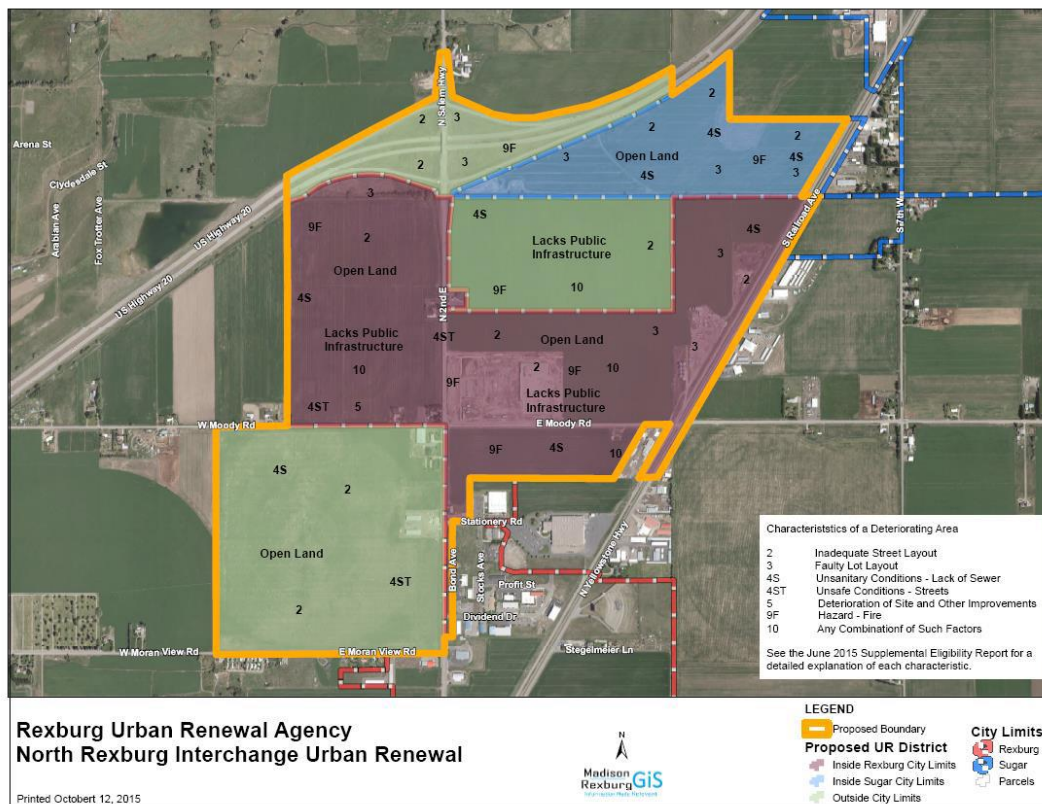 N Salem Hwy
2
3
2
Arena St
9F
4S
2
9F
4S
2
3
Open Land
3
3
4S
Clydesdale St
3
4S
Arabian Ave
Fox Trotter Ave
US Highway 20
US Highway 20
9F
2
4S
Lacks Public
Infrastructure
2
4S
S Railroad Ave
S 7th W
3
Open Land
4S
N 2nd E
9F
10
2
Lacks Public
Infrastructure
4ST
2
Open Land
3
3
10
9F
2
9F
10
4ST
5
Lacks Public
Infrastructure
W Moody Rd
E Moody Rd
9F
4S
10
4S
2
Stationery Rd
Open Land
4ST
Bond Ave
Stocks Ave
Profit St
N Yellowstone Hwy
2
Dividend Dr
W Moran View Rd
E Moran View Rd
Stegelmeier Ln
Characteriststics of a Deteriorating Area
2 Inadequate Street Layout
3 Faulty Lot Layout
4S Unsanitary Conditions - Lack of Sewer
4ST Unsafe Conditions - Streets
5 Deterioration of Site and Other Improvements
9F Hazard - Fire
10 Any Combinationf of Such Factors
See the June 2015 Supplemental Eligibility Report for a
detailed explanation of each characteristic.
Rexburg Urban Renewal Agency
North Rexburg Interchange Urban Renewal
Printed Octobert 12, 2015
N
Madison
Rexburg GiS
LEGEND
Proposed Boundary
Proposed UR District
Inside Rexburg City Limits
Inside Sugar City Limits
Outside City Limits
City Limits
Rexburg
Sugar
Parcels